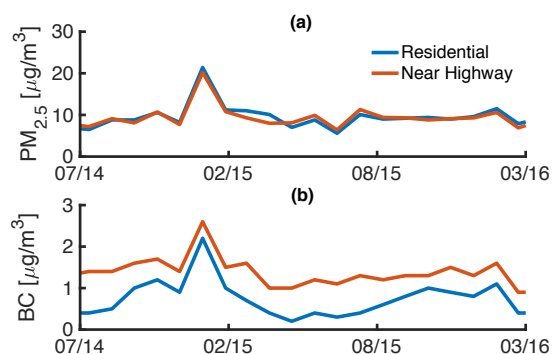 (a)
PM2.5 [μg/m3]
30
20
10
0
Residential
Near Highway
07/14 02/15 08/15 03/16
(b)
BC [μg/m3]
3
2
1
0
07/14 02/15 08/15 03/16